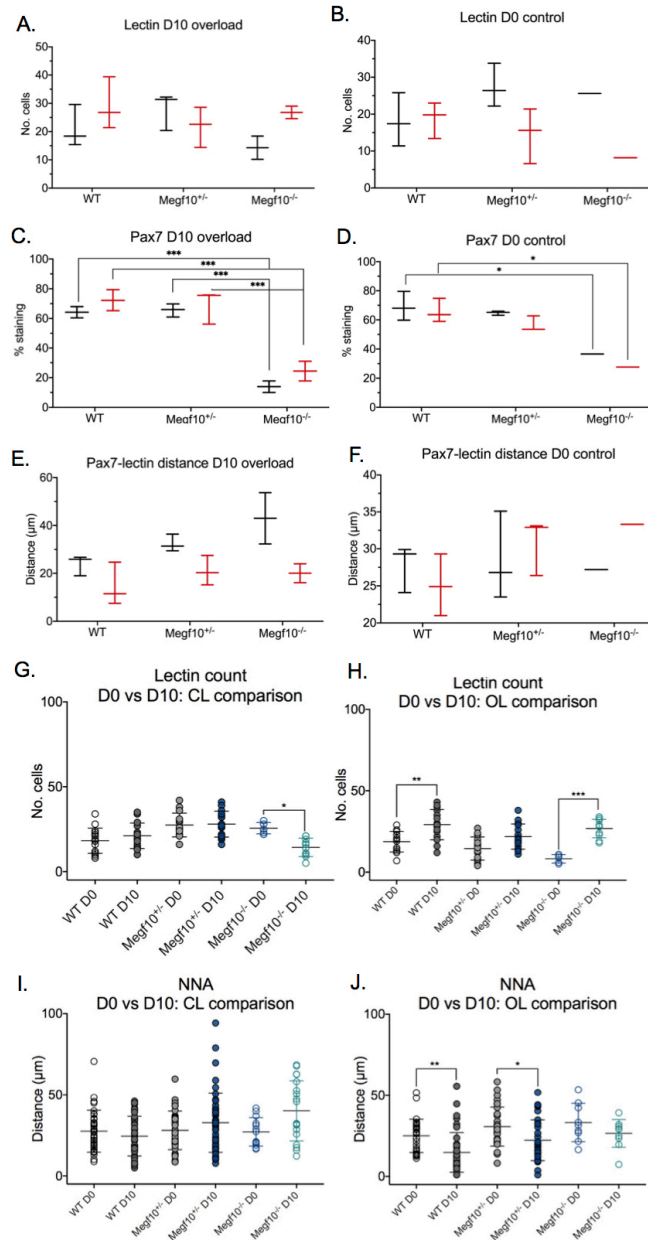 A.
Lectin D10 overload
No. cells
50
40
30
20
10
0
WT
Megf10+/-
Megf10-/-
B.
Lectin D0 control
No. cells
40
30
20
10
0
WT
Megf10+/-
Megf10-/-
C.
Pax7 D10 overload
% staining
100
80
60
40
20
0
***
***
***
***
WT
Megf10+/-
Megf10-/-
D.
Pax7 D0 control
% staining
100
80
60
40
20
0
*
*
WT
Megf10+/-
Megf10-/-
E.
Pax7-lectin distance D10 overload
Distance (µm)
60
40
20
0
WT
Megf10+/-
Megf10-/-
F.
Pax7-lectin distance D0 control
Distance (µm)
40
35
30
25
20
WT
Megf10+/-
Megf10-/-
G.
Lectin count
D0 vs D10: CL comparison
No. cells
100
50
0
*
WT D0
WT D10
Megf10+/- D0
Megf10+/- D10
Megf10-/- D0
Megf10-/- D10
H.
Lectin count
D0 vs D10: OL comparison
No. cells
100
50
0
**
***
WT D0
WT D10
Megf10+/- D0
Megf10+/- D10
Megf10-/- D0
Megf10-/- D10
I.
NNA
D0 vs D10: CL comparison
Distance (µm)
100
50
0
WT D0
WT D10
Megf10+/- D0
Megf10+/- D10
Megf10-/- D0
Megf10-/- D10
J.
NNA
D0 vs D10: OL comparison
Distance (µm)
100
50
0
**
*
WT D0
WT D10
Megf10+/- D0
Megf10+/- D10
Megf10-/- D0
Megf10-/- D10